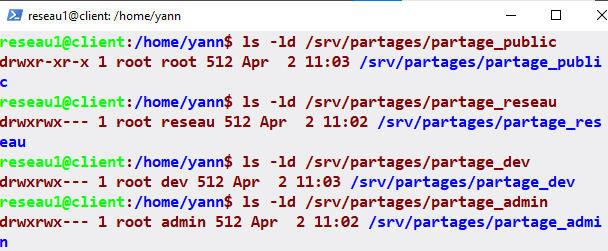 reseau1@client: /home/yann
reseau1@client:/home/yann$ ls -ld /srv/partages/partage_public
drwxr-xr-x 1 root root 512 Apr  2 11:03 /srv/partages/partage_publi
c
reseau1@client:/home/yann$ ls -ld /srv/partages/partage_reseau
drwxrwx--- 1 root reseau 512 Apr  2 11:02 /srv/partages/partage_res
eau
reseau1@client:/home/yann$ ls -ld /srv/partages/partage_dev
drwxrwx--- 1 root dev 512 Apr  2 11:03 /srv/partages/partage_dev
reseau1@client:/home/yann$ ls -ld /srv/partages/partage_admin
drwxrwx--- 1 root admin 512 Apr  2 11:02 /srv/partages/partage_admi
n